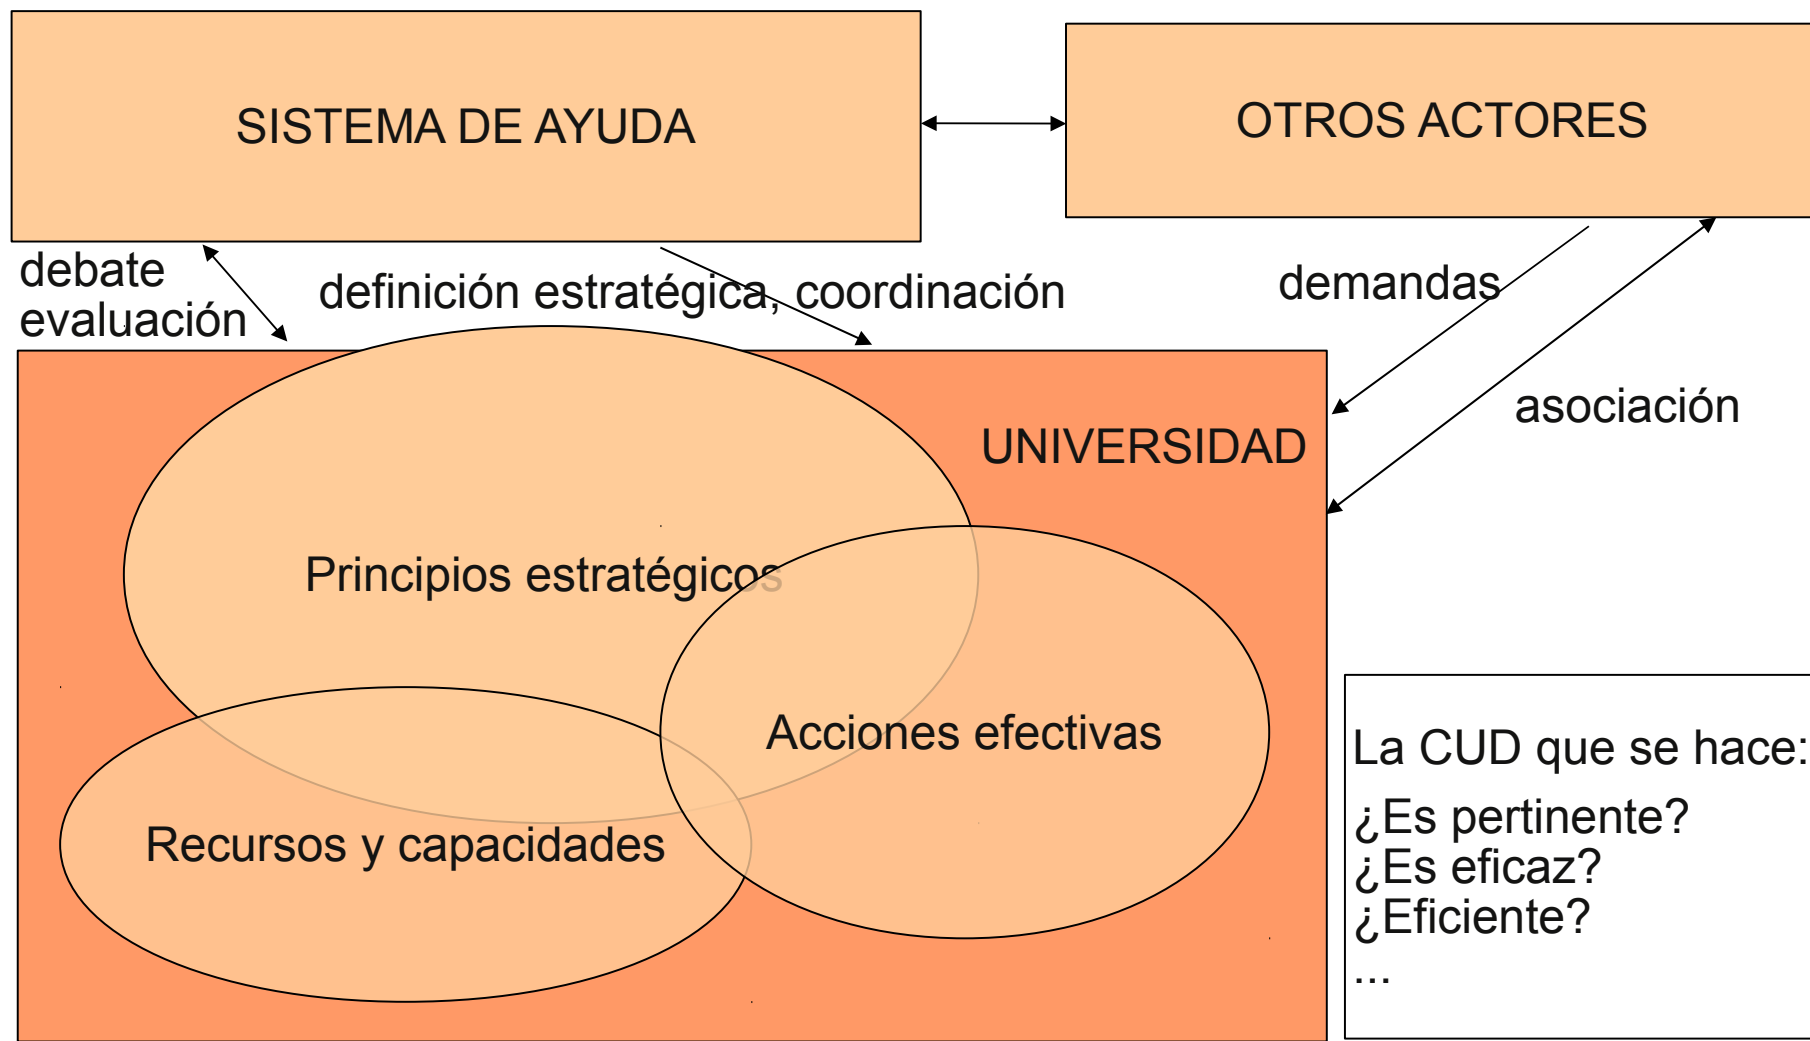 SISTEMA DE AYUDA
OTROS ACTORES
debate
evaluación
definición estratégica, coordinación
demandas
asociación
UNIVERSIDAD
Principios estratégicos
Acciones efectivas
Recursos y capacidades
La CUD que se hace:
¿Es pertinente?
¿Es eficaz?
¿Eficiente?
...